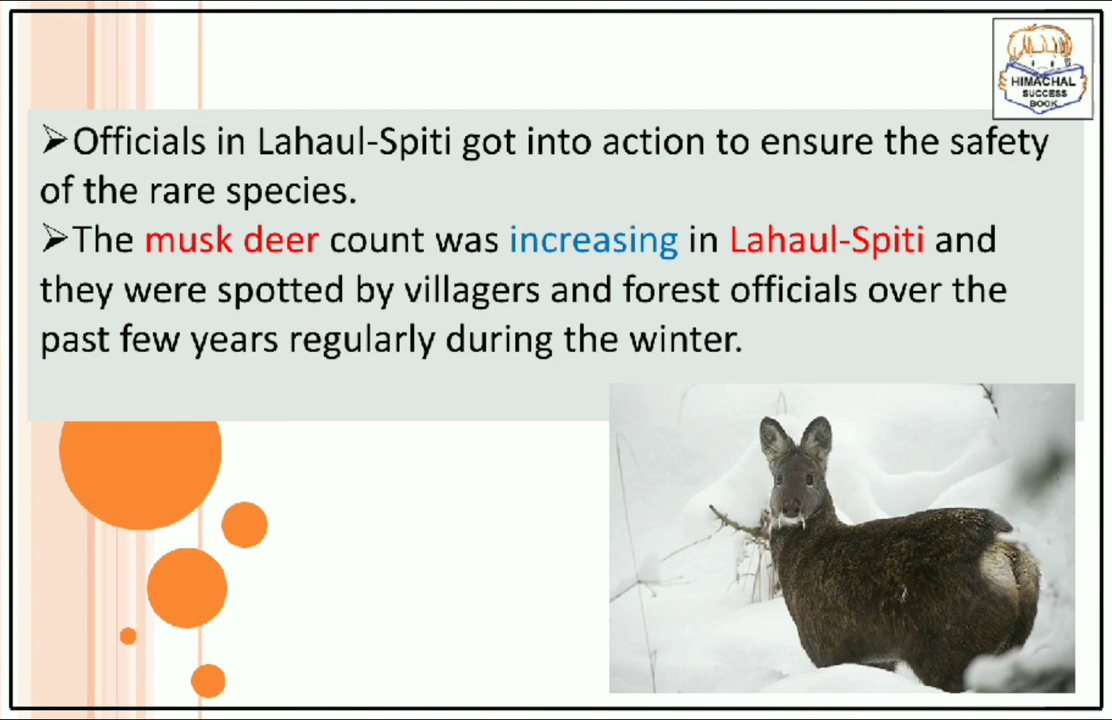 HIMACHAL
SUCCESS
BOOK
➢Officials in Lahaul-Spiti got into action to ensure the safety
of the rare species.
➢The musk deer count was increasing in Lahaul-Spiti and
they were spotted by villagers and forest officials over the
past few years regularly during the winter.